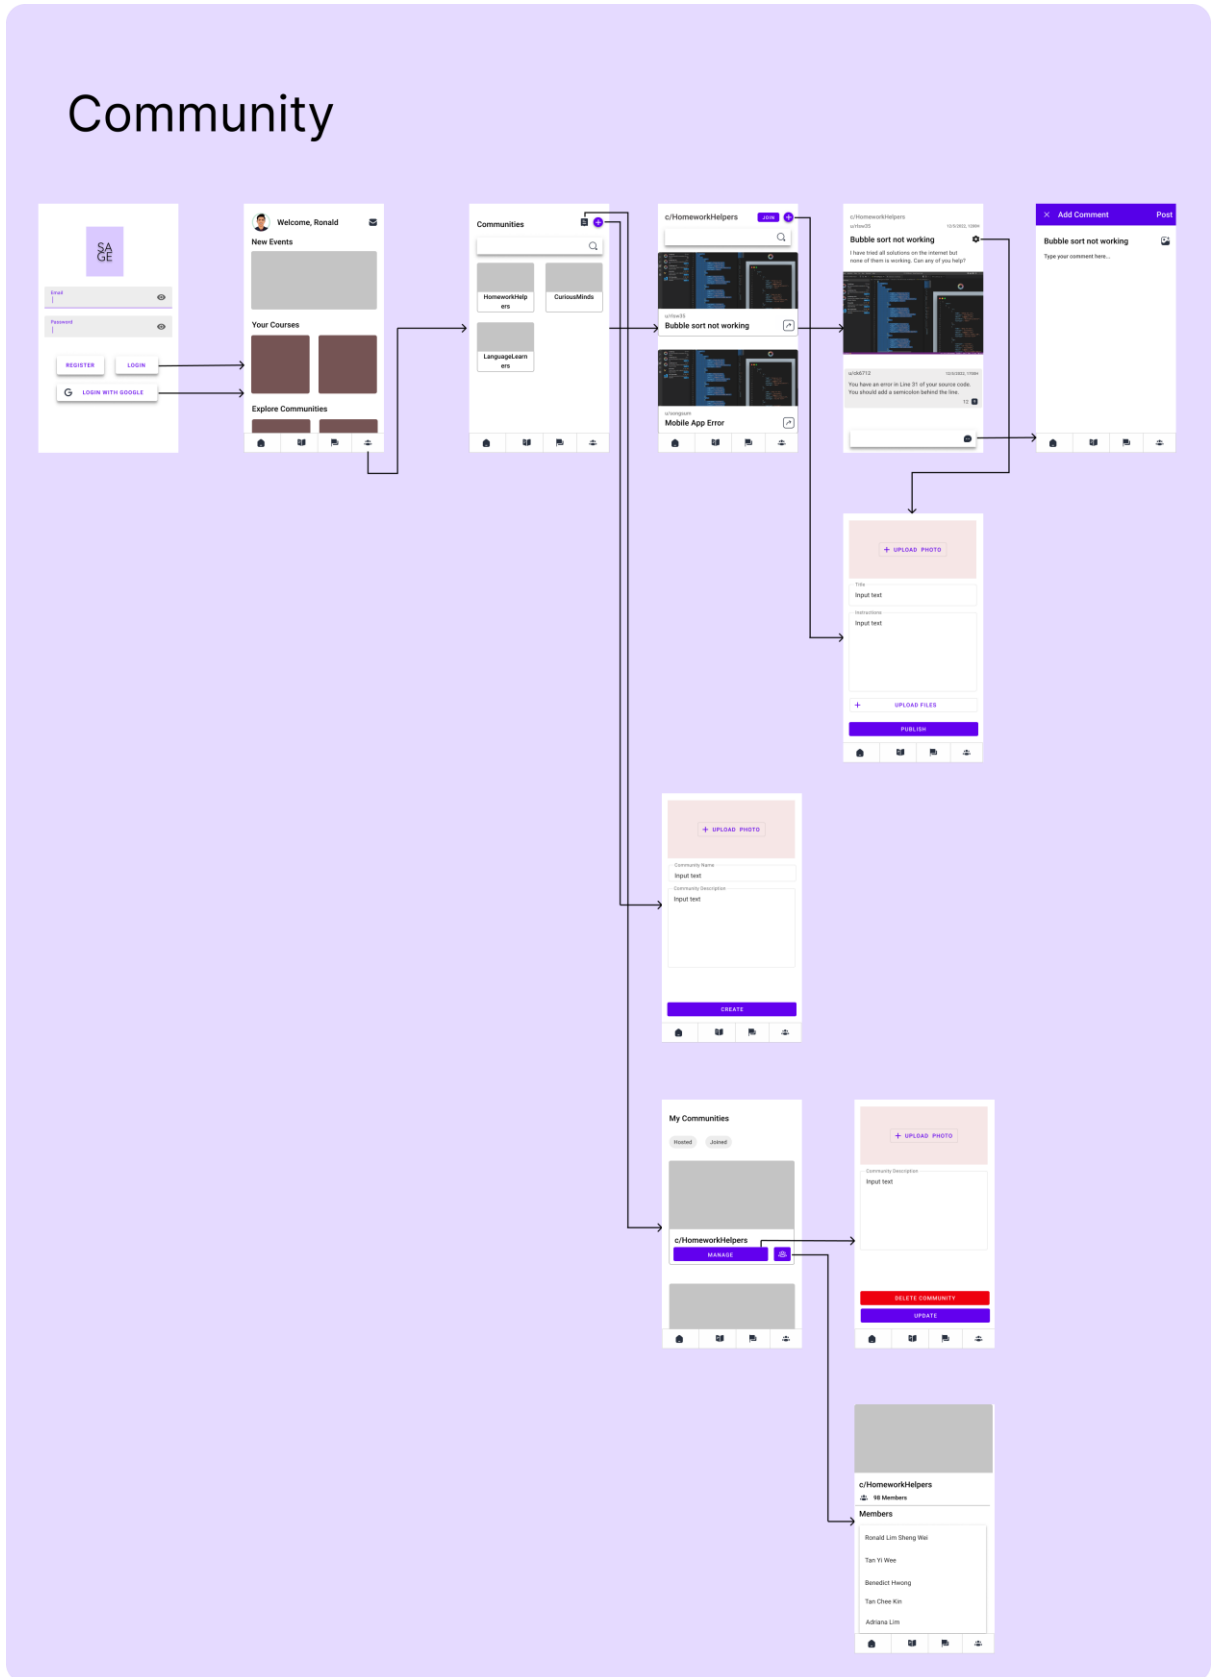 Community
SA
GE
Email
Password
REGISTER
LOGIN
LOGIN WITH GOOGLE
Welcome, Ronald
New Events
Your Courses
Explore Communities
Communities
HomeworkHelp
ers
CuriousMinds
LanguageLearn
ers
c/HomeworkHelpers
JOIN
Bubble sort not working
Mobile App Error
c/HomeworkHelpers
Bubble sort not working
I have tried all solutions on the internet but
none of them is working. Can any of you help?
You have an error in Line 31 of your source code.
You should add a semicolon behind the line.
12
Add Comment
Post
Bubble sort not working
Type your comment here...
UPLOAD PHOTO
Title
Input text
Instructions
Input text
UPLOAD FILES
PUBLISH
UPLOAD PHOTO
Community Name
Input text
Community Description
Input text
CREATE
My Communities
Hosted
Joined
c/HomeworkHelpers
MANAGE
UPLOAD PHOTO
Community Description
Input text
DELETE COMMUNITY
UPDATE
c/HomeworkHelpers
98 Members
Members
Ronald Lim Sheng Wei
Tan Yi Wee
Benedict Hwong
Tan Chee Kin
Adriana Lim